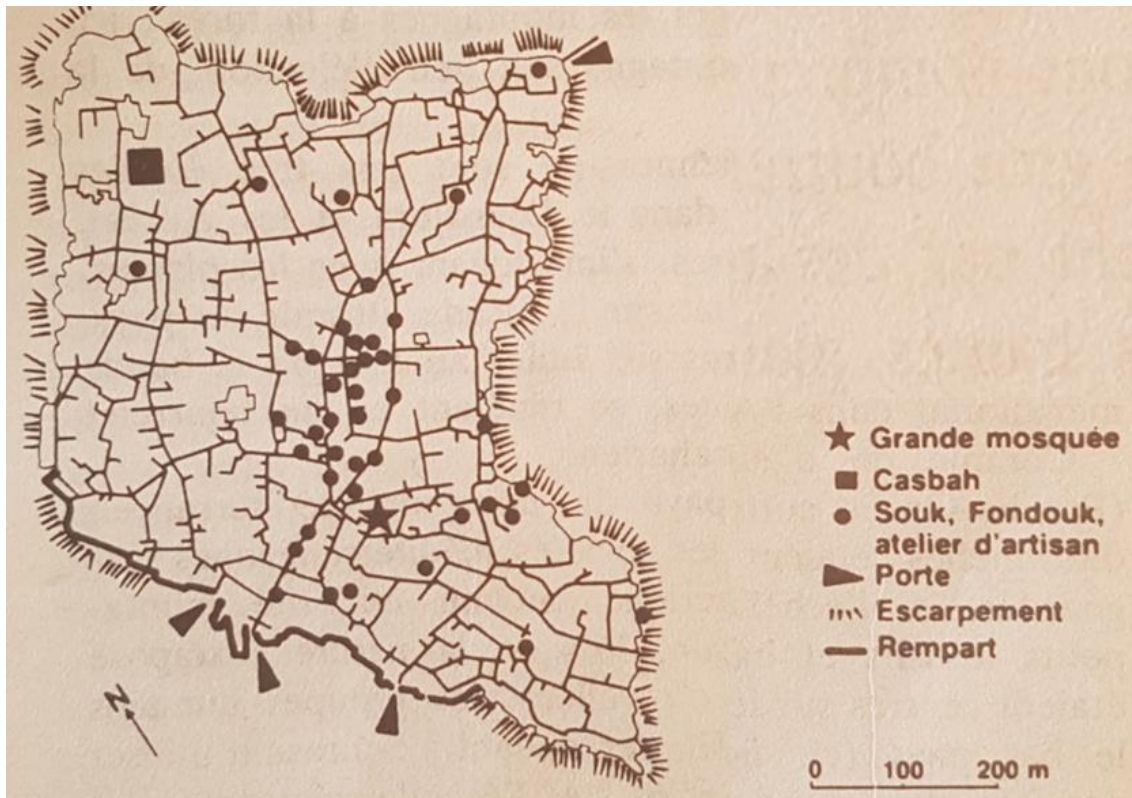 Grande mosquée
Casbah
Souk, Fondouk,
atelier d'artisan
Porte
Escarpement
Rempart
N
0 100 200 m